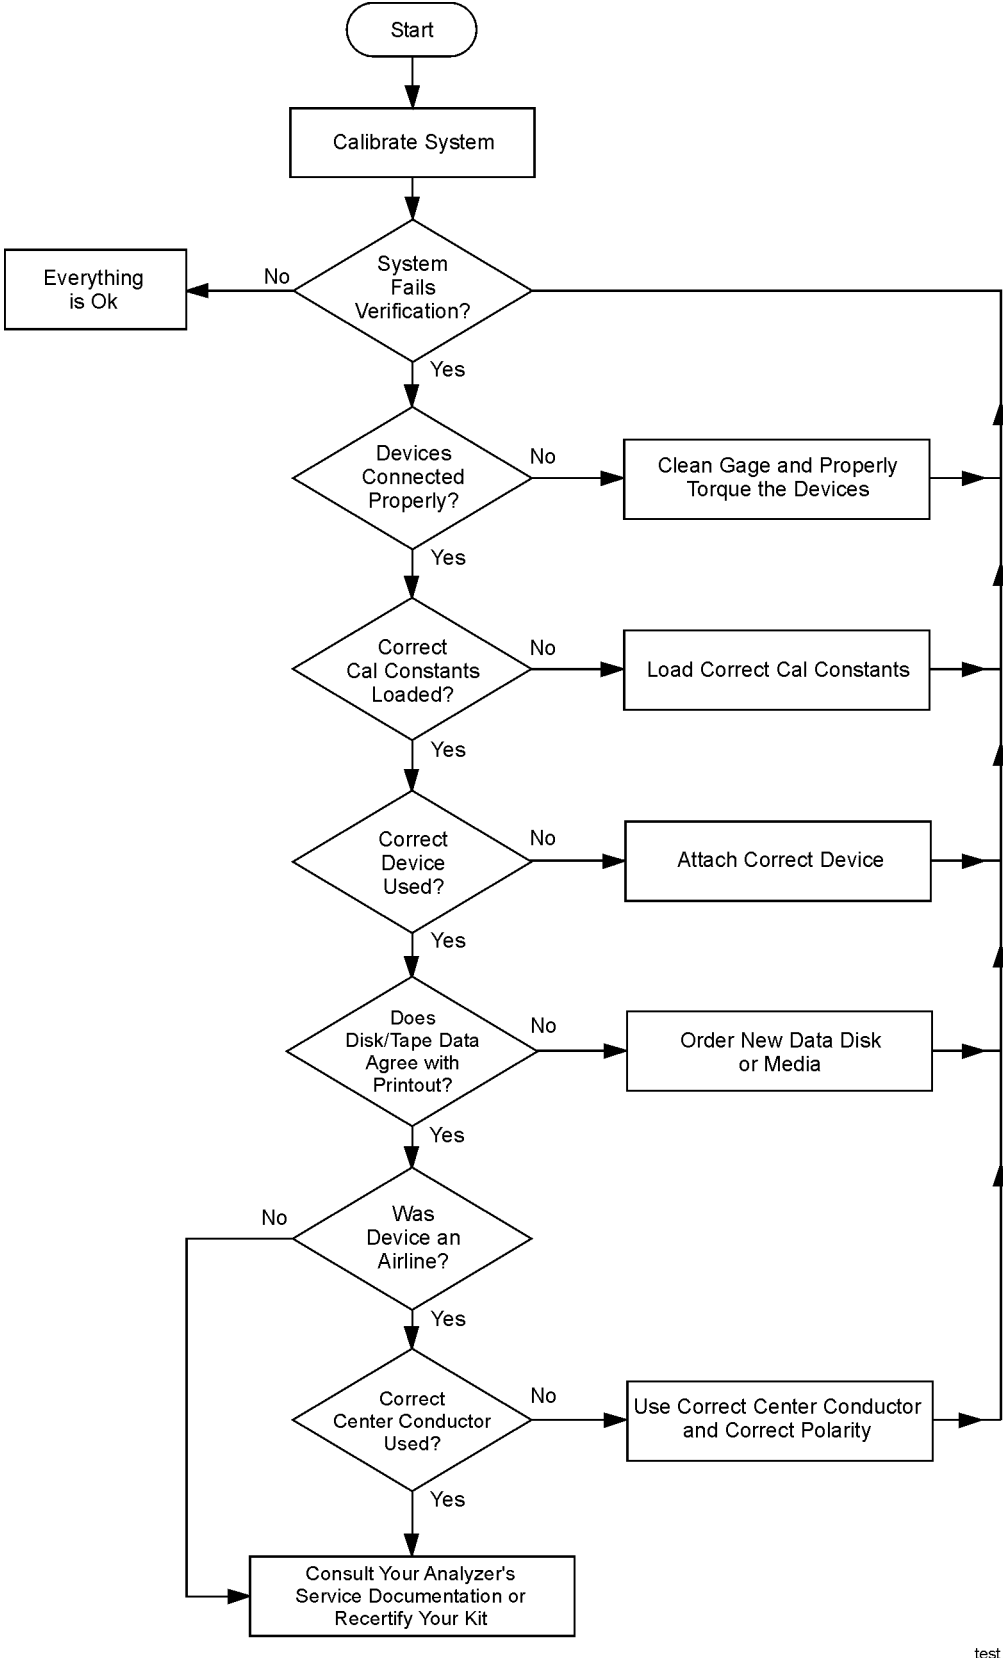 Start
Calibrate System
System
Fails
Verification?
No
Everything
is Ok
Yes
Devices
Connected
Properly?
No
Clean Gage and Properly
Torque the Devices
Yes
Correct
Cal Constants
Loaded?
No
Load Correct Cal Constants
Yes
Correct
Device
Used?
No
Attach Correct Device
Yes
Does
Disk/Tape Data
Agree with
Printout?
No
Order New Data Disk
or Media
Yes
Was
Device an
Airline?
No
Yes
Correct
Center Conductor
Used?
No
Use Correct Center Conductor
and Correct Polarity
Yes
Consult Your Analyzer's
Service Documentation or
Recertify Your Kit
test